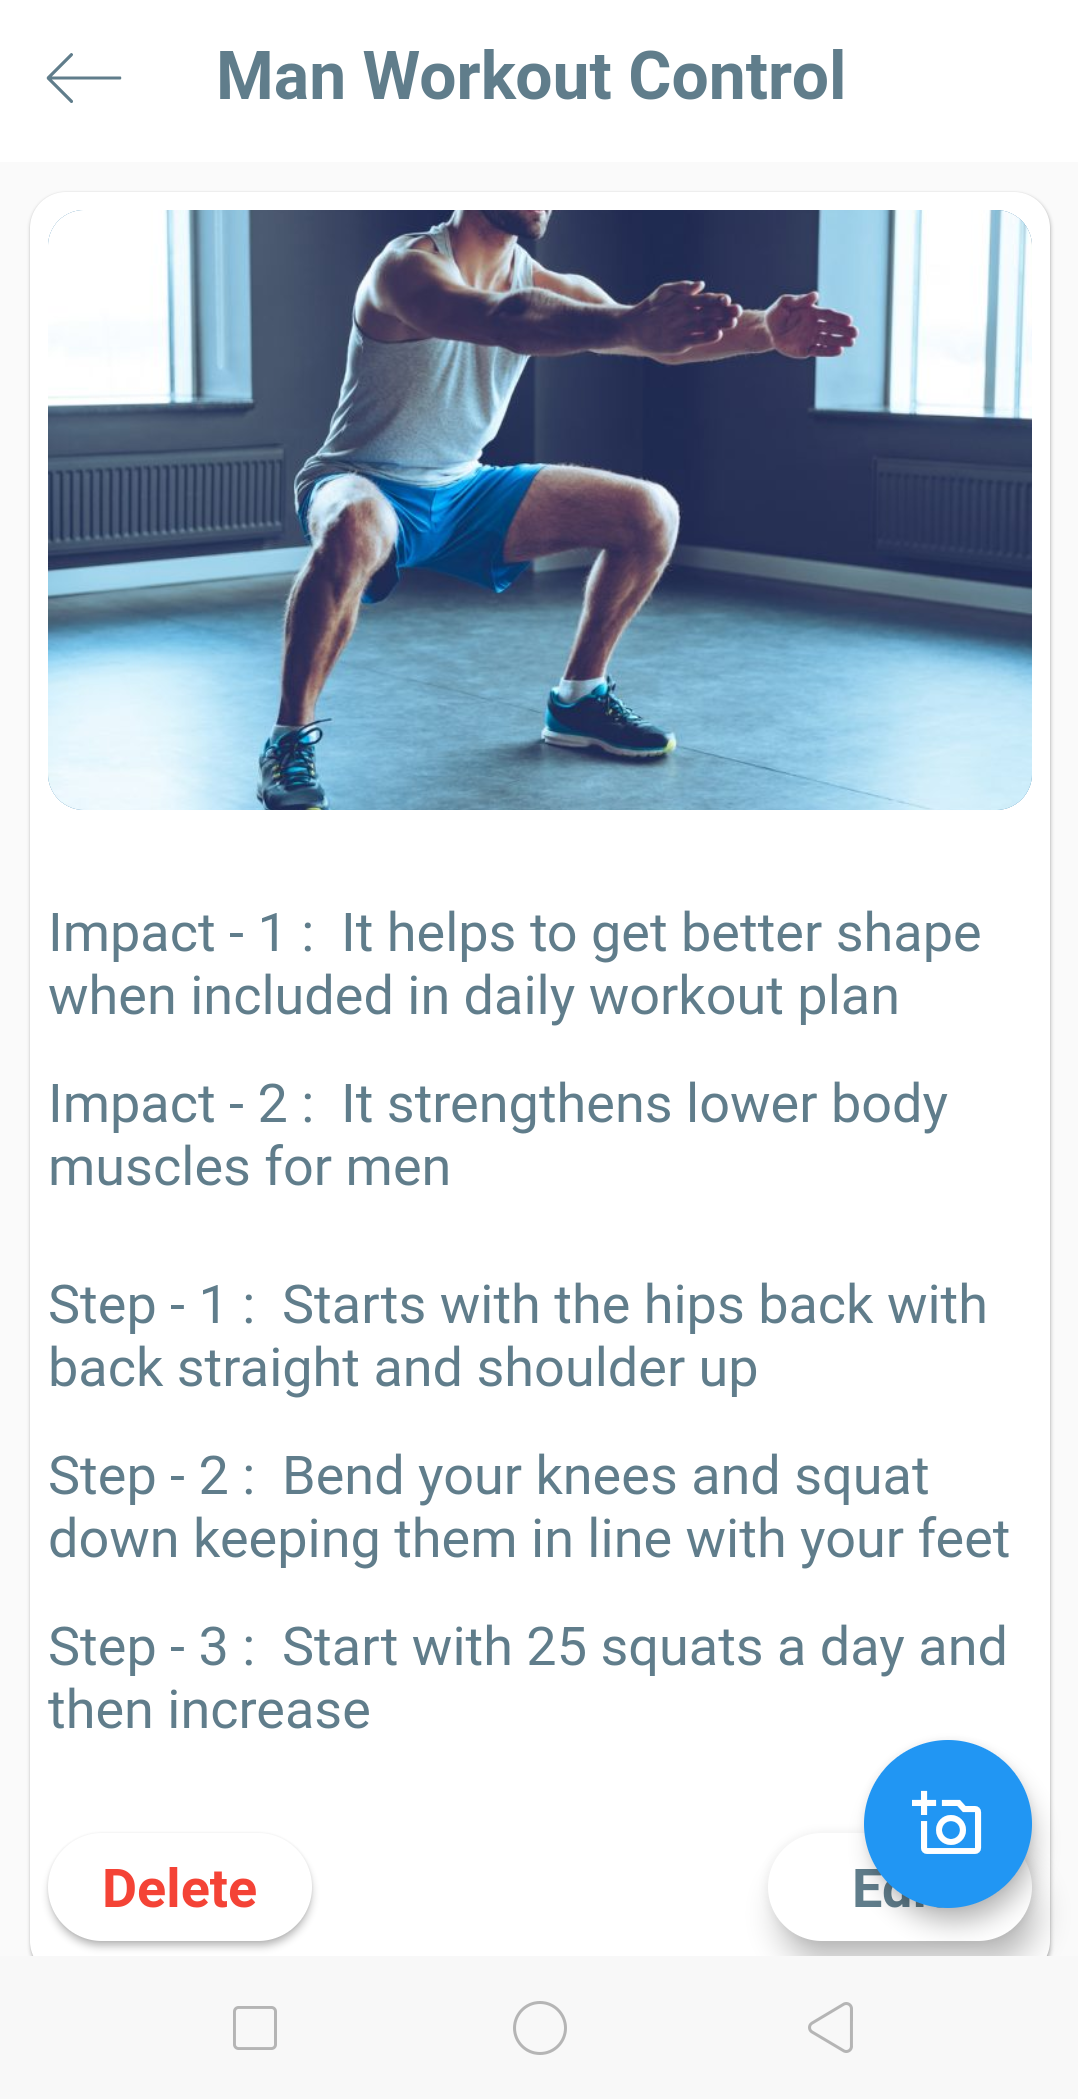 Man Workout Control
Impact - 1 : It helps to get better shape
when included in daily workout plan
Impact - 2 : It strengthens lower body
muscles for men
Step - 1 : Starts with the hips back with
back straight and shoulder up
Step - 2 : Bend your knees and squat
down keeping them in line with your feet
Step - 3 : Start with 25 squats a day and
then increase
Delete